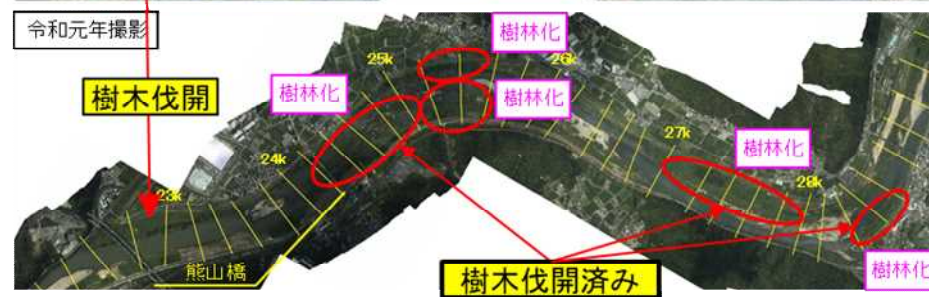 令和元年撮影
樹林化
25k
26k
樹木伐開
樹林化
樹林化
27k
樹林化
24k
28k
23k
熊山橋
樹木伐開済み
樹林化